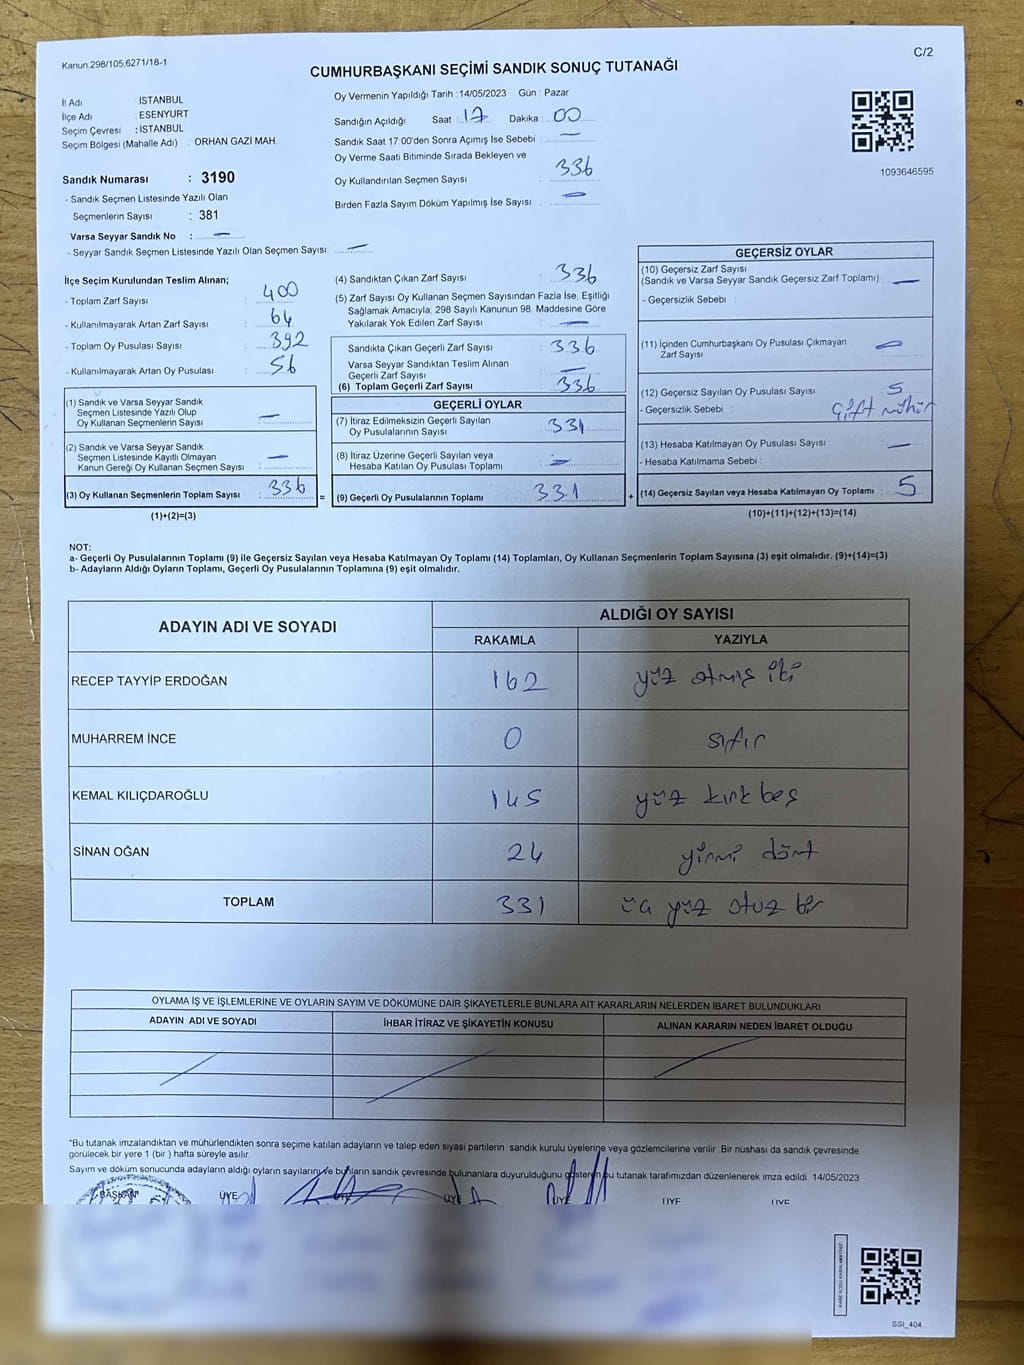 Kanun.298/105.6271/18-1
C/2
CUMHURBAŞKANI SEÇİMİ SANDIK SONUÇ TUTANAĞI
İl Adı : İSTANBUL
İlçe Adı : ESENYURT
Seçim Çevresi : İSTANBUL
Seçim Bölgesi (Mahalle Adı) : ORHAN GAZİ MAH.
Sandık Numarası : 3190
- Sandık Seçmen Listesinde Yazılı Olan
Seçmenlerin Sayısı : 381
Varsa Seyyar Sandık No : —
- Seyyar Sandık Seçmen Listesinde Yazılı Olan Seçmen Sayısı: —
Oy Vermenin Yapıldığı Tarih :14/05/2023 Gün : Pazar
Sandığın Açıldığı Saat : 17 Dakika : 00
Sandık Saat 17:00'den Sonra Açımış İse Sebebi : —
Oy Verme Saati Bitiminde Sırada Bekleyen ve
Oy Kullandırılan Seçmen Sayısı : 336
Birden Fazla Sayım Döküm Yapılmış İse Sayısı : —
1093646595
İlçe Seçim Kurulundan Teslim Alınan;
- Toplam Zarf Sayısı : 400
- Kullanılmayarak Artan Zarf Sayısı : 64
- Toplam Oy Pusulası Sayısı : 392
- Kullanılmayarak Artan Oy Pusulası : 56
(1) Sandık ve Varsa Seyyar Sandık
Seçmen Listesinde Yazılı Olup
Oy Kullanan Seçmenlerin Sayısı : —
(2) Sandık ve Varsa Seyyar Sandık
Seçmen Listesinde Kayıtlı Olmayan
Kanun Gereği Oy Kullanan Seçmen Sayısı : —
(3) Oy Kullanan Seçmenlerin Toplam Sayısı : 336
(1)+(2)=(3)
=
(4) Sandıktan Çıkan Zarf Sayısı : 336
(5) Zarf Sayısı Oy Kullanan Seçmen Sayısından Fazla İse, Eşitliği
Sağlamak Amacıyla; 298 Sayılı Kanunun 98. Maddesine Göre
Yakılarak Yok Edilen Zarf Sayısı : —
Sandıkta Çıkan Geçerli Zarf Sayısı : 336
Varsa Seyyar Sandıktan Teslim Alınan
Geçerli Zarf Sayısı : —
(6) Toplam Geçerli Zarf Sayısı : 336
GEÇERLİ OYLAR
(7) İtiraz Edilmeksizin Geçerli Sayılan
Oy Pusulalarının Sayısı : 331
(8) İtiraz Üzerine Geçerli Sayılan veya
Hesaba Katılan Oy Pusulası Toplamı : —
(9) Geçerli Oy Pusulalarının Toplamı : 331
+
GEÇERSİZ OYLAR
(10) Geçersiz Zarf Sayısı
(Sandık ve Varsa Seyyar Sandık Geçersiz Zarf Toplamı) : —
- Geçersizlik Sebebi :
(11) İçinden Cumhurbaşkanı Oy Pusulası Çıkmayan
Zarf Sayısı : —
(12) Geçersiz Sayılan Oy Pusulası Sayısı : 5
- Geçersizlik Sebebi : Çift mühür
(13) Hesaba Katılmayan Oy Pusulası Sayısı : —
- Hesaba Katılmama Sebebi :
(14) Geçersiz Sayılan veya Hesaba Katılmayan Oy Toplamı : 5
(10)+(11)+(12)+(13)=(14)
NOT:
a- Geçerli Oy Pusulalarının Toplamı (9) ile Geçersiz Sayılan veya Hesaba Katılmayan Oy Toplamı (14) Toplamları, Oy Kullanan Seçmenlerin Toplam Sayısına (3) eşit olmalıdır. (9)+(14)=(3)
b- Adayların Aldığı Oyların Toplamı, Geçerli Oy Pusulalarının Toplamına (9) eşit olmalıdır.
ADAYIN ADI VE SOYADI
ALDIĞI OY SAYISI
RAKAMLA YAZIYLA
RECEP TAYYİP ERDOĞAN 162 yüz atmış iki
MUHARREM İNCE 0 sıfır
KEMAL KILIÇDAROĞLU 145 yüz kırk beş
SİNAN OĞAN 24 yirmi dört
TOPLAM 331 üç yüz otuz bir
OYLAMA İŞ VE İŞLEMLERİNE VE OYLARIN SAYIM VE DÖKÜMÜNE DAİR ŞİKAYETLERLE BUNLARA AİT KARARLARIN NELERDEN İBARET BULUNDUKLARI
ADAYIN ADI VE SOYADI İHBAR İTİRAZ VE ŞİKAYETİN KONUSU ALINAN KARARIN NEDEN İBARET OLDUĞU
*Bu tutanak imzalandıktan ve mühürlendikten sonra seçime katılan adayların ve talep eden siyasi partilerin sandık kurulu üyelerine veya gözlemcilerine verilir .Bir nüshası da sandık çevresinde
görülecek bir yere 1 (bir ) hafta süreyle asılır.
Sayım ve döküm sonucunda adayların aldığı oyların sayılarını ve bunların sandık çevresinde bulunanlara duyurulduğunu gösteren bu tutanak tarafımızdan düzenlenerek imza edildi. 14/05/2023
BAŞKAN ÜYE ÜYE ÜYE ÜYE ÜYE ÜYE
SSI_404